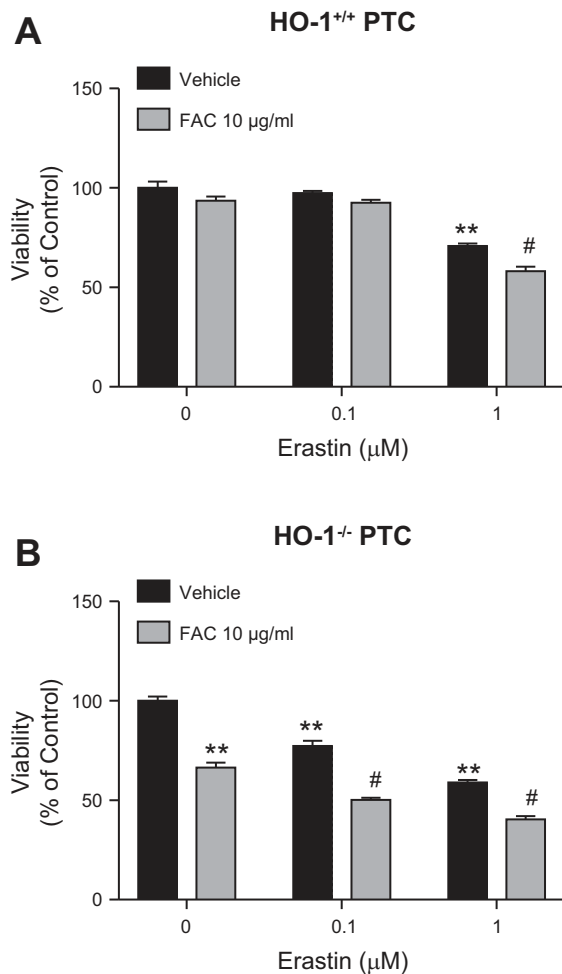 A
HO-1+/+ PTC
Vehicle
FAC 10 µg/ml
150
100
50
0
Viability
(% of Control)
**
#
0
0.1
1
Erastin (µM)
B
HO-1-/- PTC
Vehicle
FAC 10 µg/ml
150
100
50
0
Viability
(% of Control)
**
**
#
**
#
0
0.1
1
Erastin (µM)